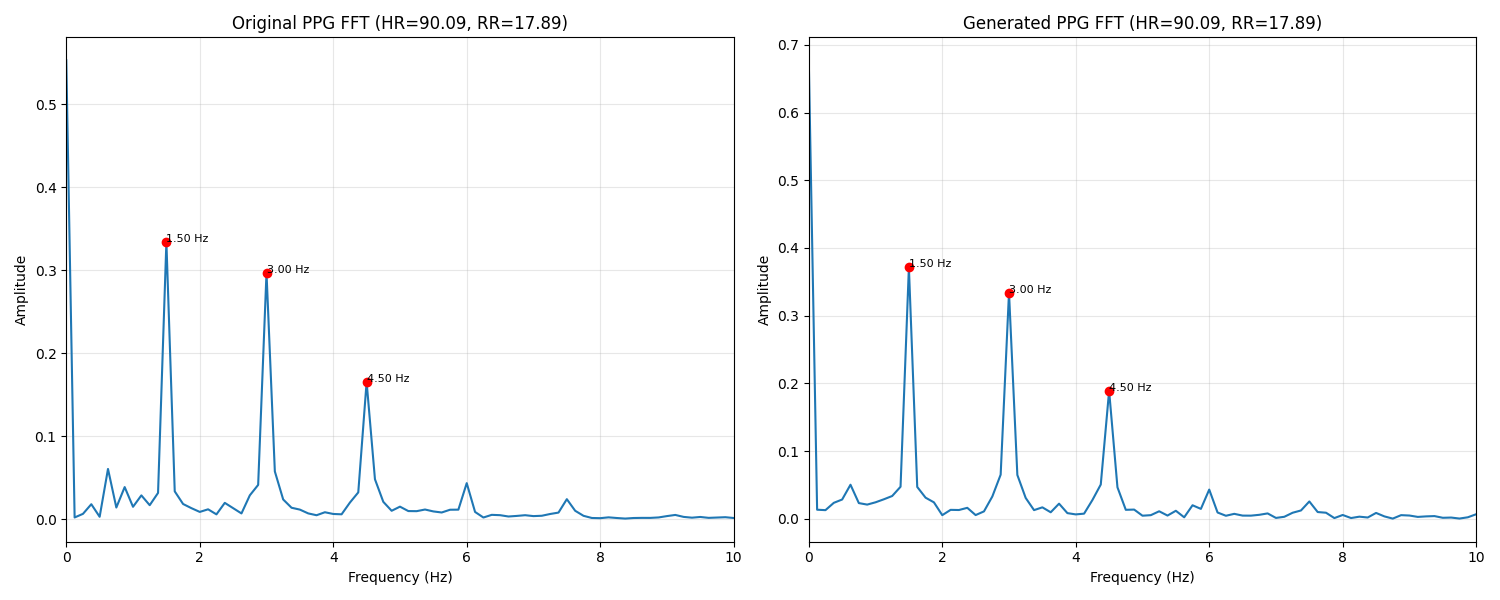 Original PPG FFT (HR=90.09, RR=17.89)
Amplitude
0.5
0.4
0.3
0.2
0.1
0.0
1.50 Hz
3.00 Hz
4.50 Hz
0 2 4 6 8 10
Frequency (Hz)
Generated PPG FFT (HR=90.09, RR=17.89)
Amplitude
0.7
0.6
0.5
0.4
0.3
0.2
0.1
0.0
1.50 Hz
3.00 Hz
4.50 Hz
0 2 4 6 8 10
Frequency (Hz)